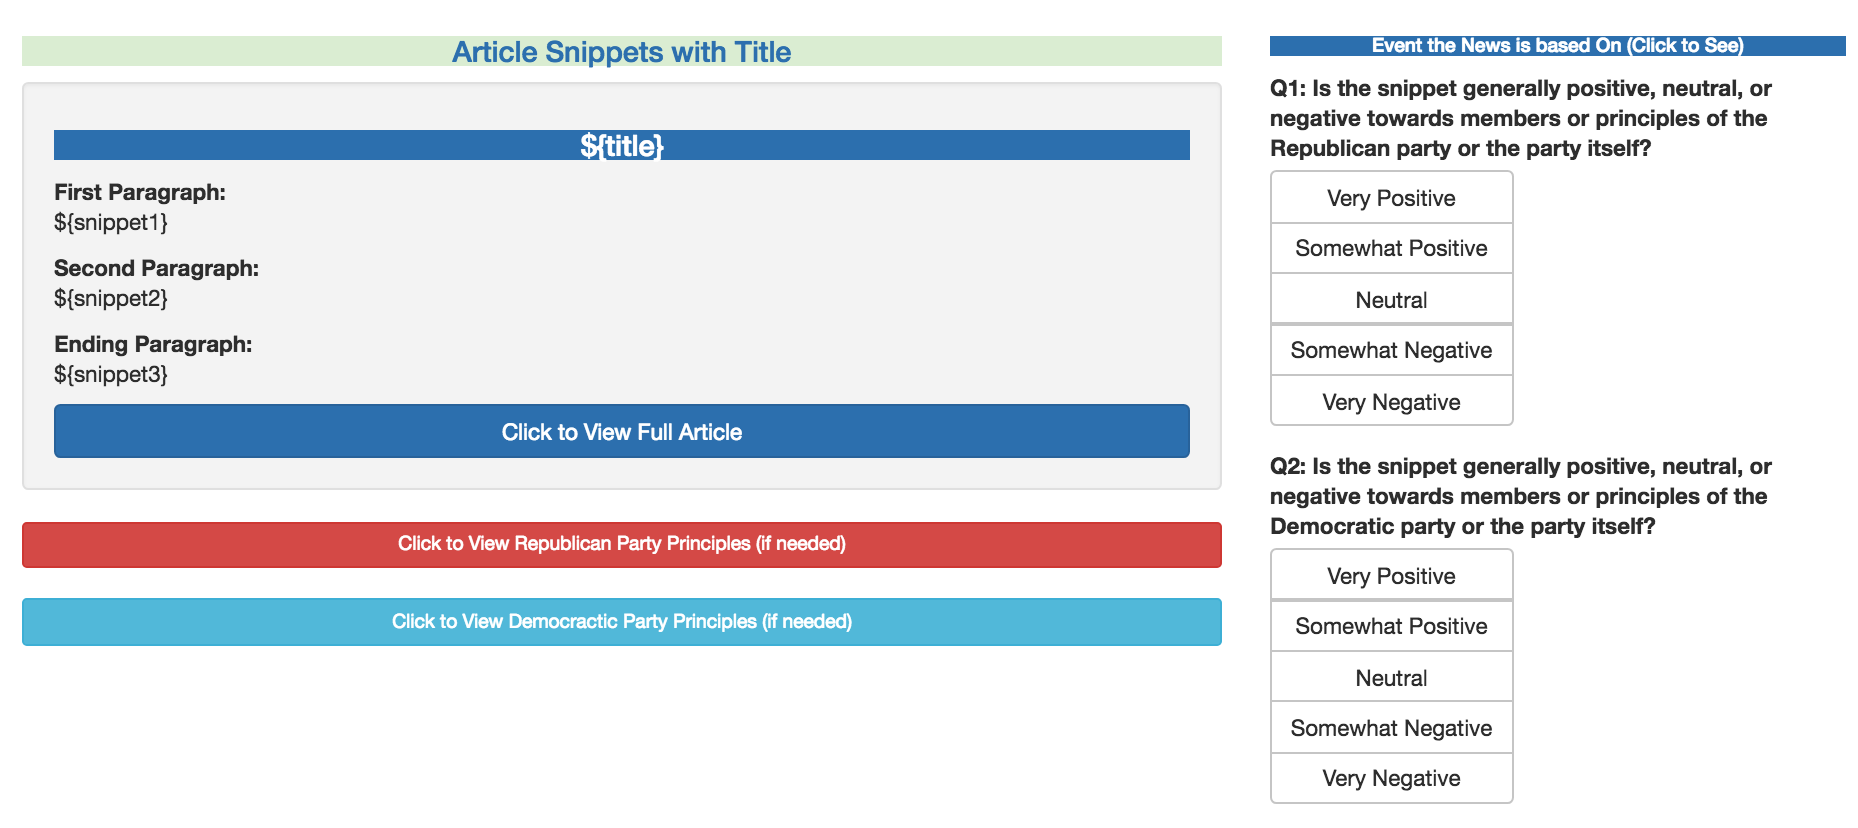 Article Snippets with Title
${title}
First Paragraph:
${snippet1}
Second Paragraph:
${snippet2}
Ending Paragraph:
${snippet3}
Click to View Full Article
Click to View Republican Party Principles (if needed)
Click to View Democractic Party Principles (if needed)
Event the News is based On (Click to See)
Q1: Is the snippet generally positive, neutral, or
negative towards members or principles of the
Republican party or the party itself?
Very Positive
Somewhat Positive
Neutral
Somewhat Negative
Very Negative
Q2: Is the snippet generally positive, neutral, or
negative towards members or principles of the
Democratic party or the party itself?
Very Positive
Somewhat Positive
Neutral
Somewhat Negative
Very Negative